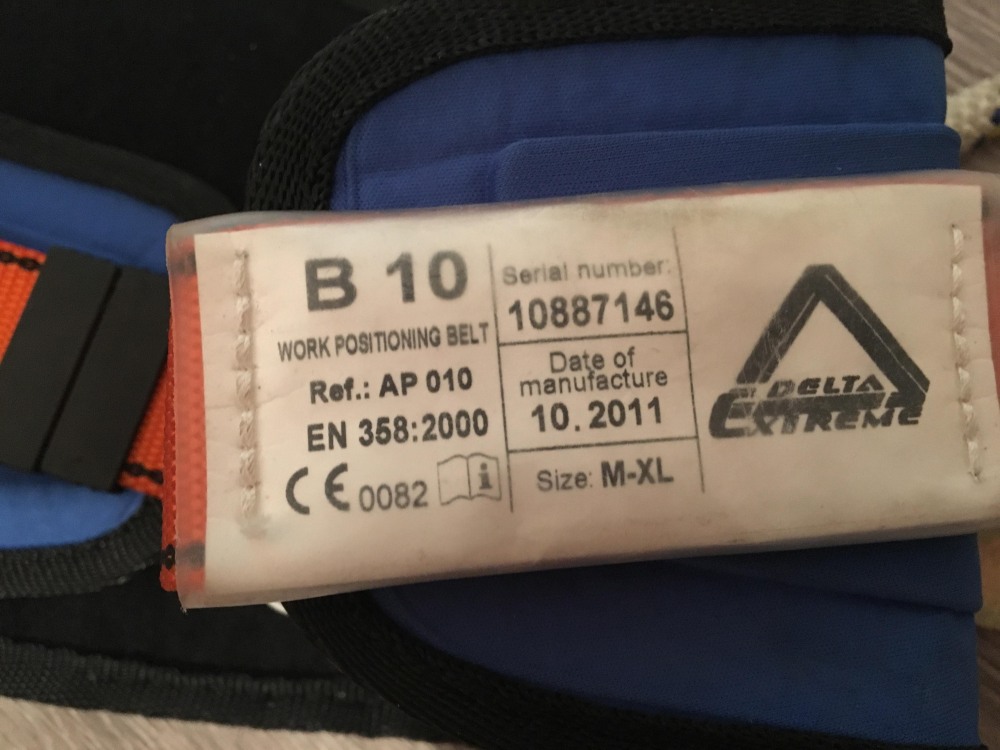 B 10
WORK POSITIONING BELT
Ref.: AP 010
EN 358:2000
CE 0082
i
Serial number:
10887146
Date of
manufacture
10.2011
Size: M-XL
DELTA
EXTREME